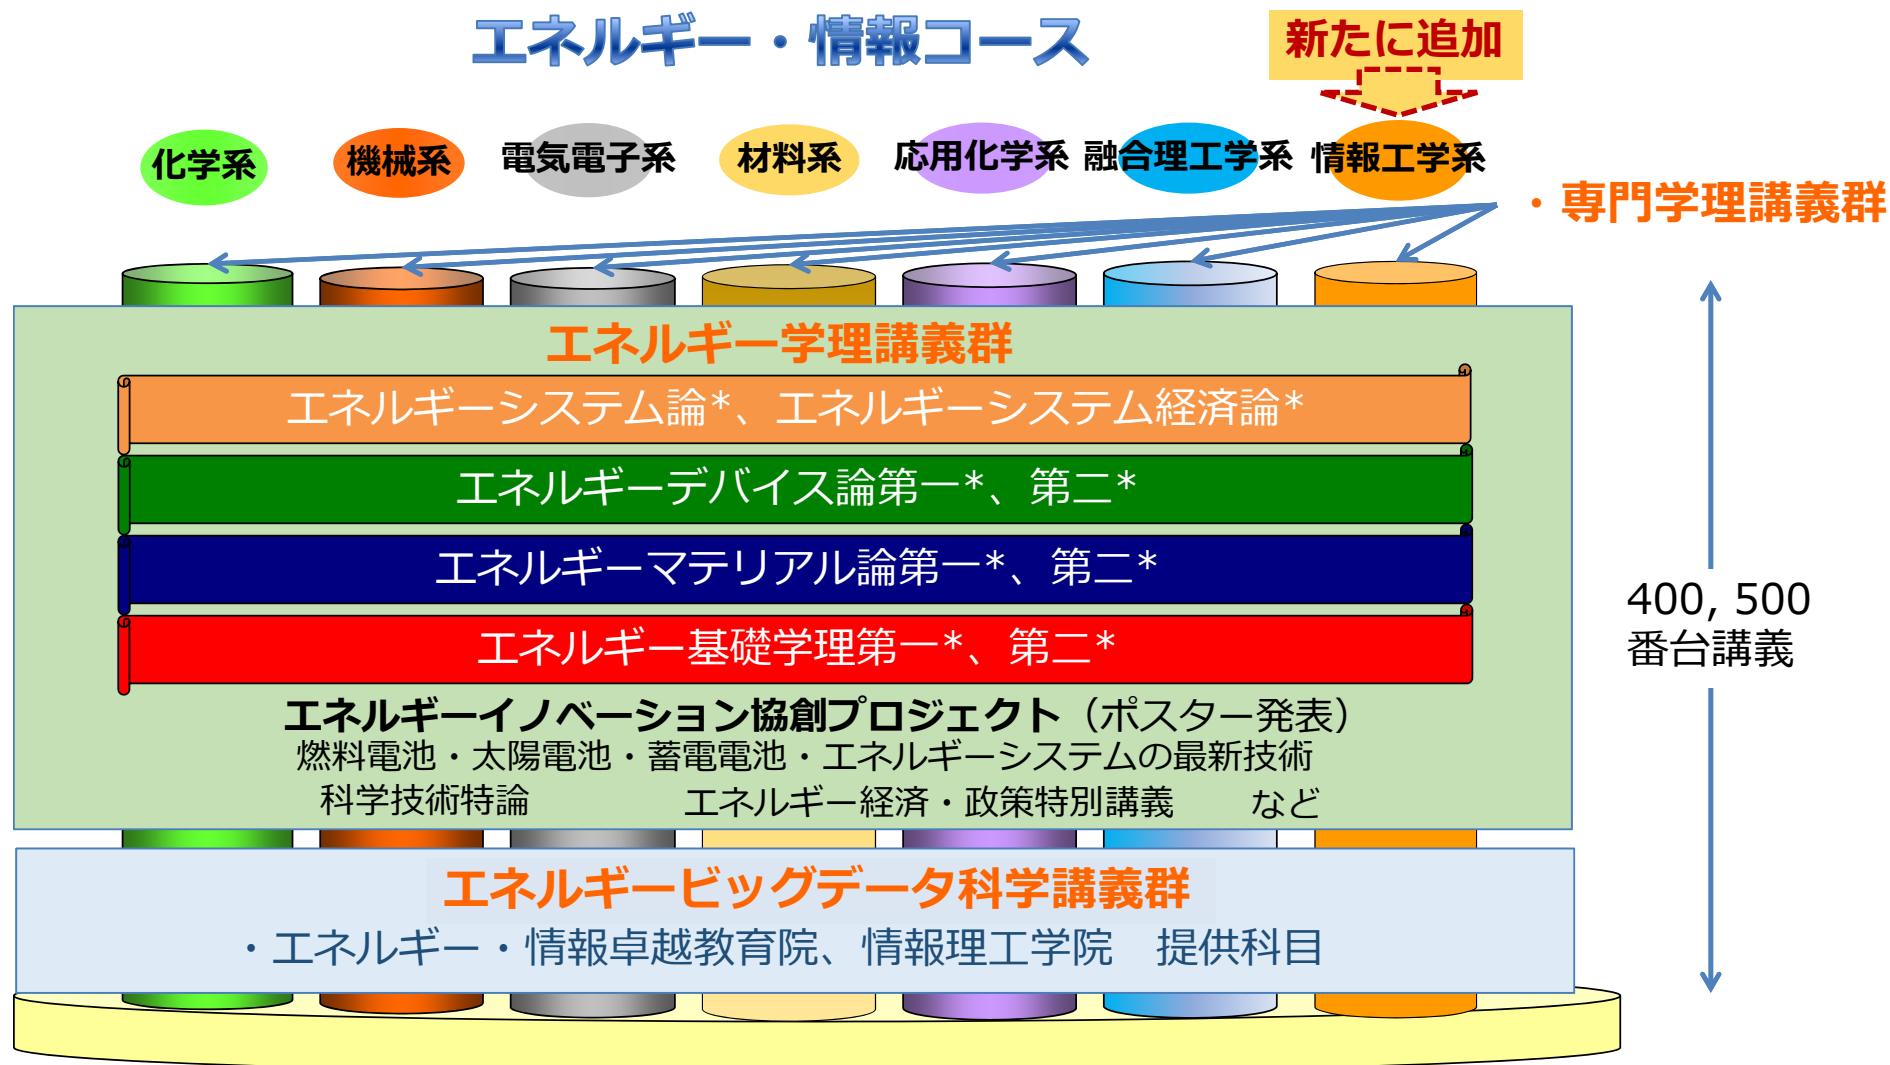 エネルギー・情報コース
新たに追加
化学系
機械系
電気電子系
材料系
応用化学系
融合理工学系
情報工学系
・専門学理講義群
エネルギー学理講義群
エネルギーシステム論*、エネルギーシステム経済論*
エネルギーデバイス論第一*、第二*
エネルギーマテリアル論第一*、第二*
エネルギー基礎学理第一*、第二*
エネルギーイノベーション協創プロジェクト（ポスター発表）
燃料電池・太陽電池・蓄電電池・エネルギーシステムの最新技術
科学技術特論 エネルギー経済・政策特別講義 など
400, 500
番台講義
エネルギービッグデータ科学講義群
・エネルギー・情報卓越教育院、情報理工学院　提供科目